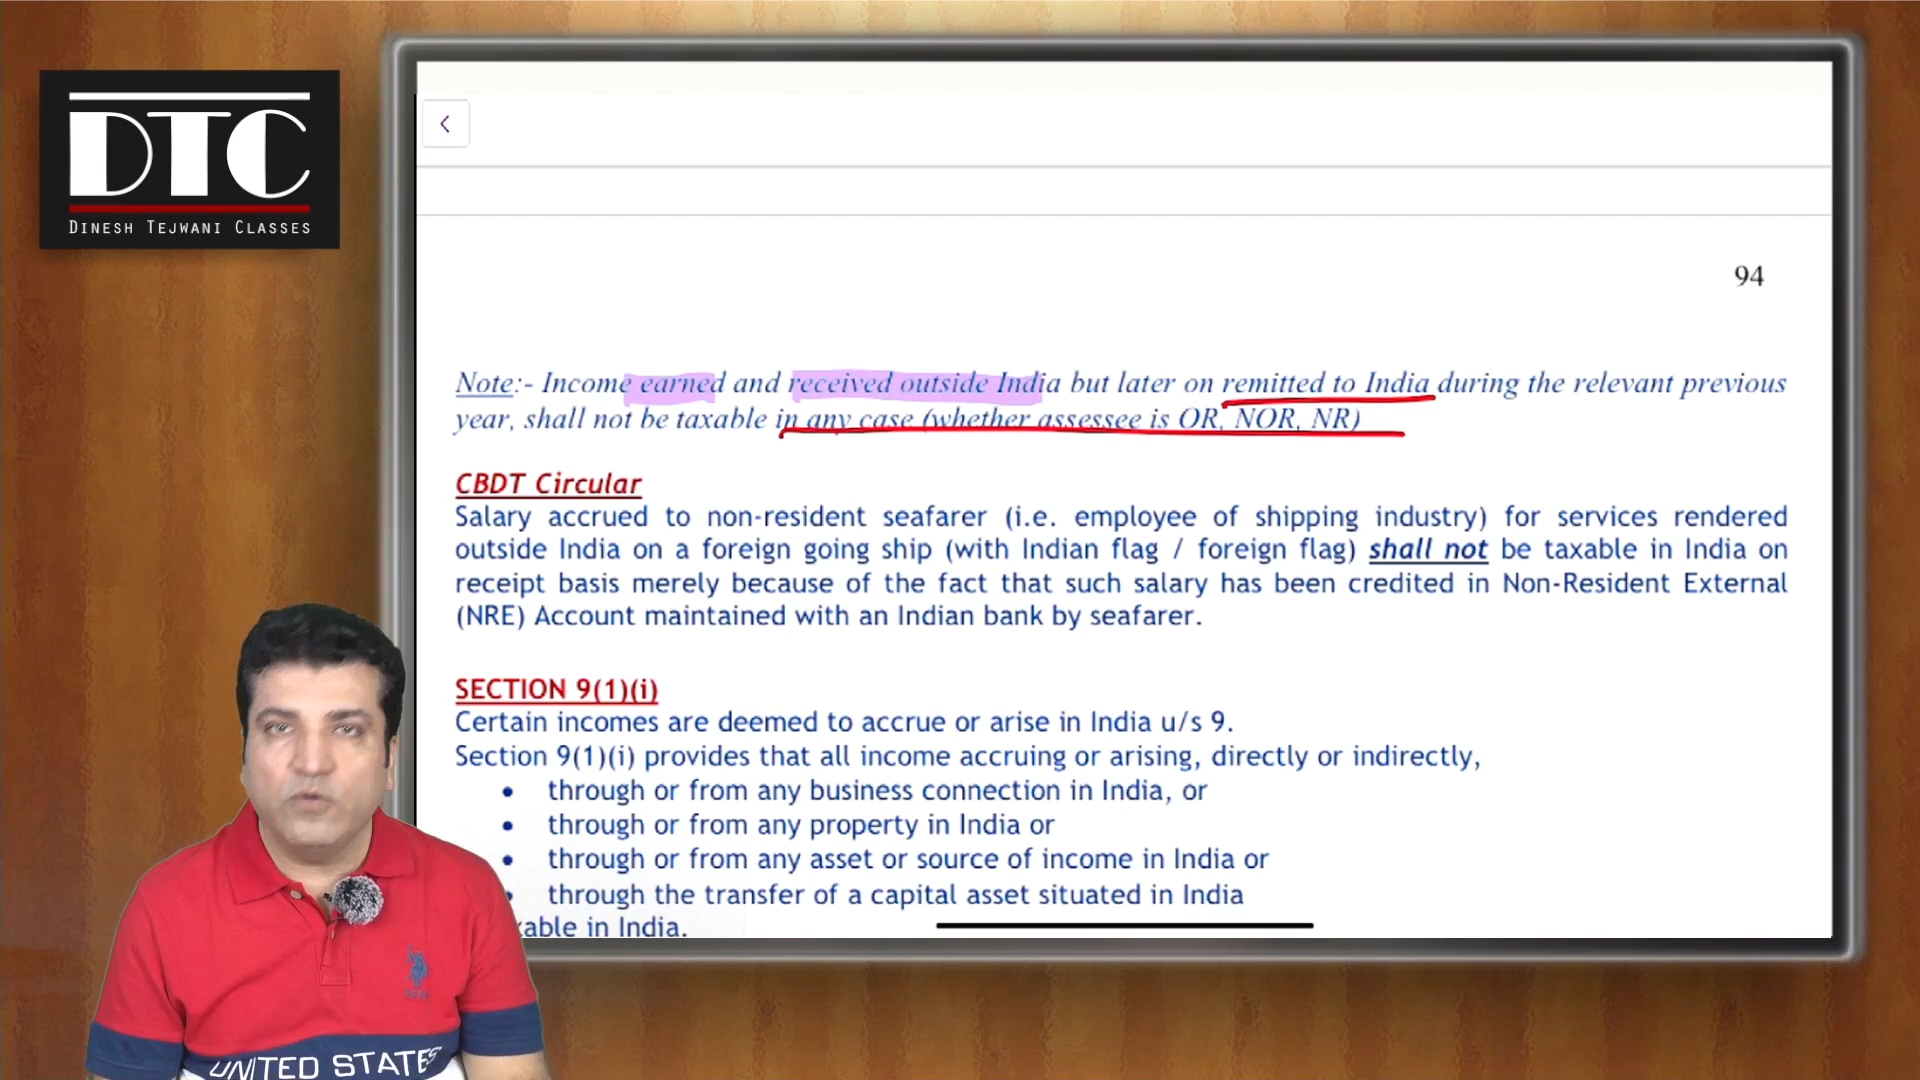 DTC
DINESH TEJWANI CLASSES
94
Note:- Income earned and received outside India but later on remitted to India during the relevant previous
year, shall not be taxable in any case (whether assessee is OR, NOR, NR)
CBDT Circular
Salary accrued to non-resident seafarer (i.e. employee of shipping industry) for services rendered
outside India on a foreign going ship (with Indian flag / foreign flag) shall not be taxable in India on
receipt basis merely because of the fact that such salary has been credited in Non-Resident External
(NRE) Account maintained with an Indian bank by seafarer.
SECTION 9(1)(i)
Certain incomes are deemed to accrue or arise in India u/s 9.
Section 9(1)(i) provides that all income accruing or arising, directly or indirectly,
• through or from any business connection in India, or
• through or from any property in India or
• through or from any asset or source of income in India or
• through the transfer of a capital asset situated in India
xable in India.
UNITED STATES